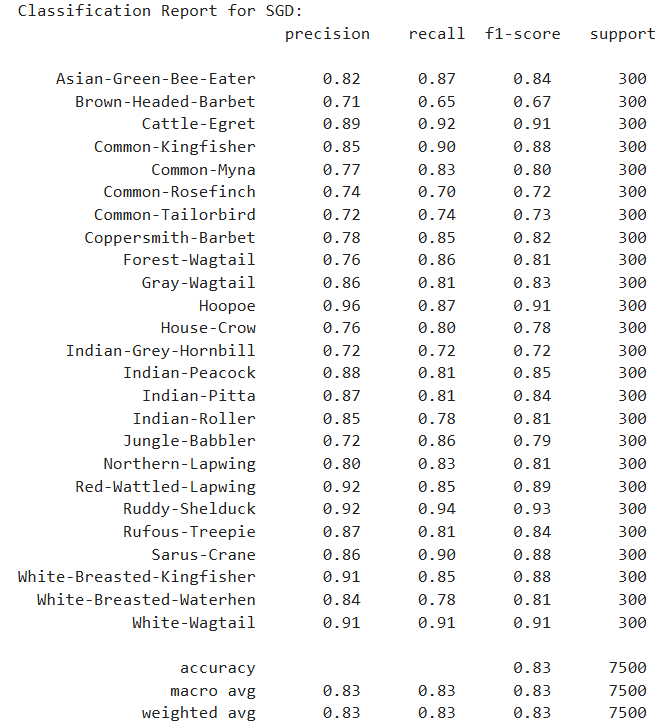 Classification Report for SGD:
precision recall f1-score support
Asian-Green-Bee-Eater 0.82 0.87 0.84 300
Brown-Headed-Barbet 0.71 0.65 0.67 300
Cattle-Egret 0.89 0.92 0.91 300
Common-Kingfisher 0.85 0.90 0.88 300
Common-Myna 0.77 0.83 0.80 300
Common-Rosefinch 0.74 0.70 0.72 300
Common-Tailorbird 0.72 0.74 0.73 300
Coppersmith-Barbet 0.78 0.85 0.82 300
Forest-Wagtail 0.76 0.86 0.81 300
Gray-Wagtail 0.86 0.81 0.83 300
Hoopoe 0.96 0.87 0.91 300
House-Crow 0.76 0.80 0.78 300
Indian-Grey-Hornbill 0.72 0.72 0.72 300
Indian-Peacock 0.88 0.81 0.85 300
Indian-Pitta 0.87 0.81 0.84 300
Indian-Roller 0.85 0.78 0.81 300
Jungle-Babbler 0.72 0.86 0.79 300
Northern-Lapwing 0.80 0.83 0.81 300
Red-Wattled-Lapwing 0.92 0.85 0.89 300
Ruddy-Shelduck 0.92 0.94 0.93 300
Rufous-Treepie 0.87 0.81 0.84 300
Sarus-Crane 0.86 0.90 0.88 300
White-Breasted-Kingfisher 0.91 0.85 0.88 300
White-Breasted-Waterhen 0.84 0.78 0.81 300
White-Wagtail 0.91 0.91 0.91 300
accuracy 0.83 7500
macro avg 0.83 0.83 0.83 7500
weighted avg 0.83 0.83 0.83 7500